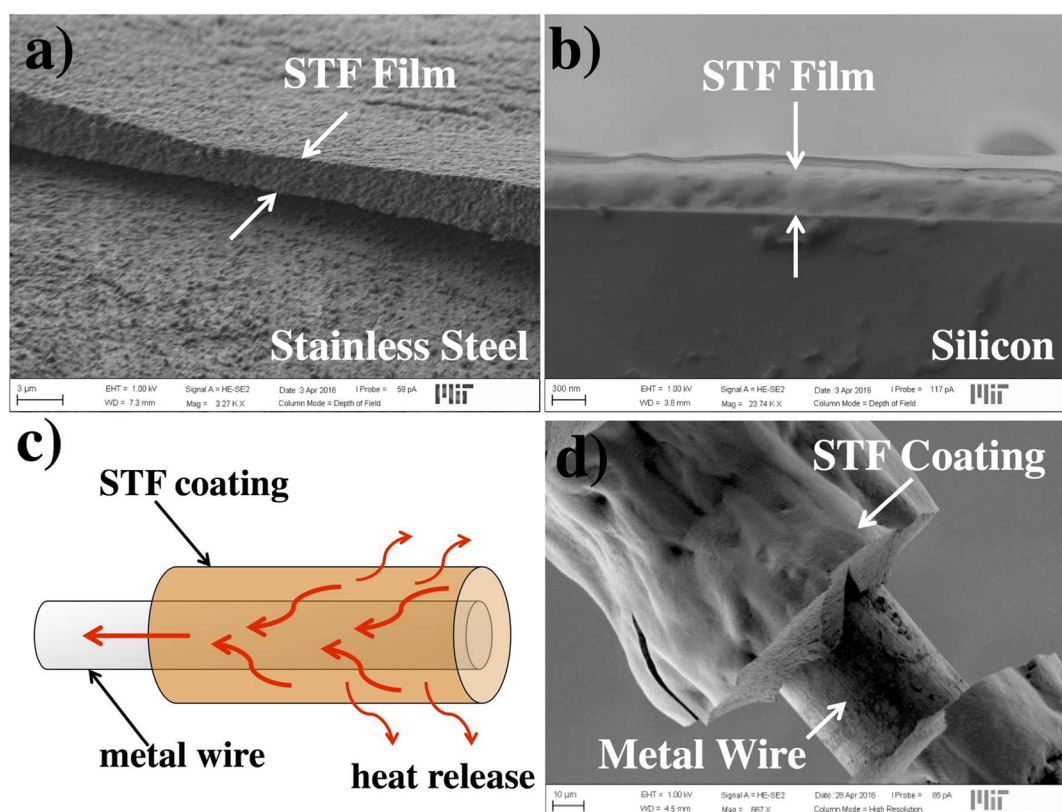 a)
STF Film
Stainless Steel
3 µm
EHT = 1.00 kV
Signal A = HE-SE2
Date :3 Apr 2016
I Probe = 59 pA
WD = 7.3 mm
Mag = 3.27 K X
Column Mode = Depth of Field
MIT
b)
STF Film
Silicon
300 nm
EHT = 1.00 kV
Signal A = HE-SE2
Date :3 Apr 2016
I Probe = 117 pA
WD = 3.8 mm
Mag = 23.74 K X
Column Mode = Depth of Field
MIT
c)
STF coating
metal wire
heat release
d)
STF Coating
Metal Wire
10 µm
EHT = 1.00 kV
Signal A = HE-SE2
Date :28 Apr 2016
I Probe = 85 pA
WD = 4.5 mm
Mag = 667 X
Column Mode = High Resolution
MIT